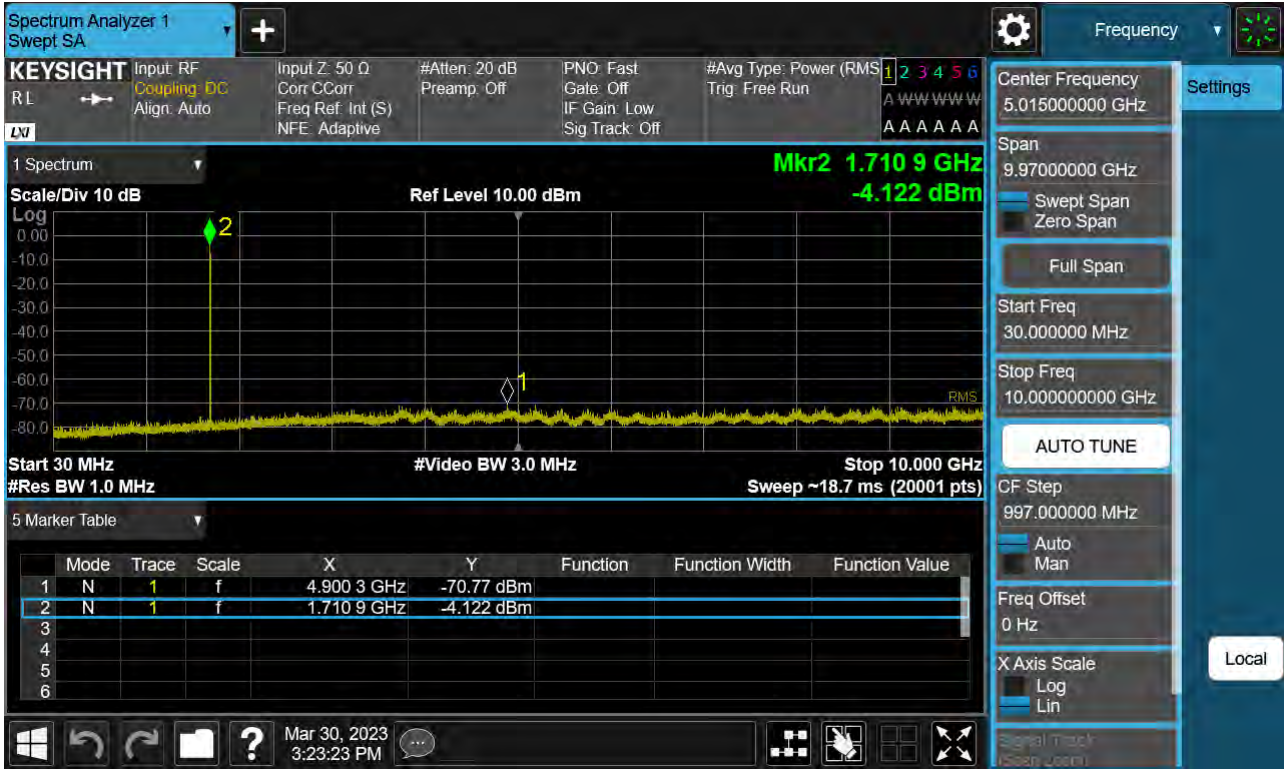 Spectrum Analyzer 1
Swept SA
+
Frequency
KEYSIGHT
RL
LXI
Input: RF
Coupling: DC
Align: Auto
Input Z: 50 Ω
Corr CCorr
Freq Ref: Int (S)
NFE: Adaptive
#Atten: 20 dB
Preamp: Off
PNO: Fast
Gate: Off
IF Gain: Low
Sig Track: Off
#Avg Type: Power (RMS
Trig: Free Run
1 2 3 4 5 6
A W W W W W
A A A A A A
1 Spectrum
Mkr2 1.710 9 GHz
-4.122 dBm
Scale/Div 10 dB
Ref Level 10.00 dBm
Log
0.00
-10.0
-20.0
-30.0
-40.0
-50.0
-60.0
-70.0
-80.0
2
1
RMS
Start 30 MHz
#Video BW 3.0 MHz
Stop 10.000 GHz
#Res BW 1.0 MHz
Sweep ~18.7 ms (20001 pts)
5 Marker Table
Mode Trace Scale X Y Function Function Width Function Value
1 N 1 f 4.900 3 GHz -70.77 dBm
2 N 1 f 1.710 9 GHz -4.122 dBm
3
4
5
6
Mar 30, 2023
3:23:23 PM
?
Center Frequency
5.015000000 GHz
Settings
Span
9.97000000 GHz
Swept Span
Zero Span
Full Span
Start Freq
30.000000 MHz
Stop Freq
10.000000000 GHz
AUTO TUNE
CF Step
997.000000 MHz
Auto
Man
Freq Offset
0 Hz
X Axis Scale
Log
Lin
Local
Signal Track
(Span Zoom)